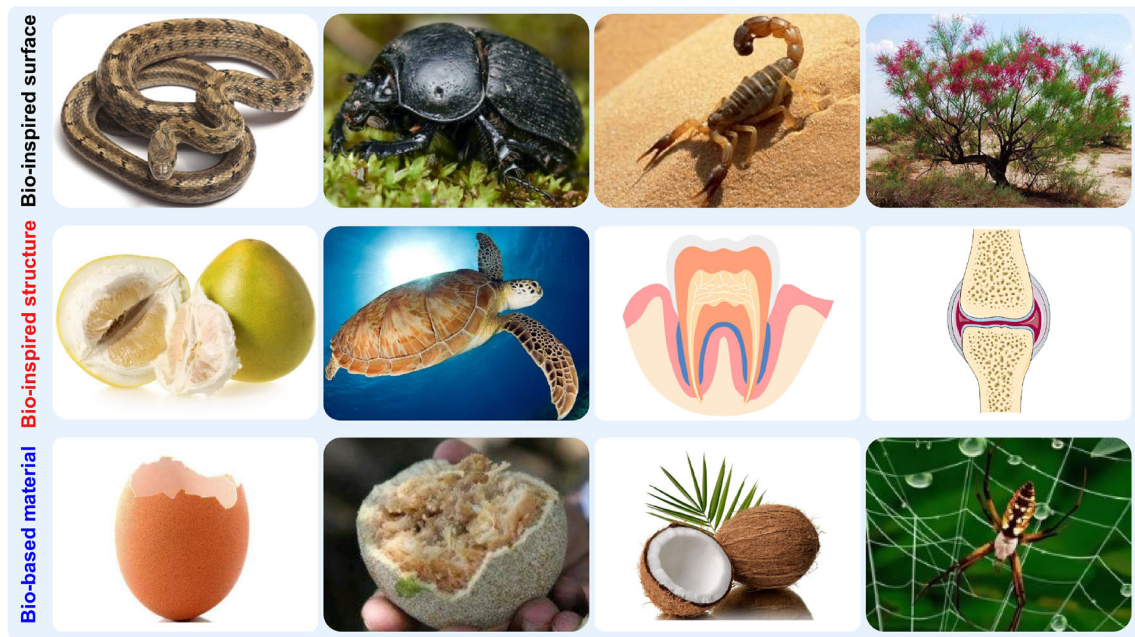 Bio-inspired surface
Bio-inspired structure
Bio-based material